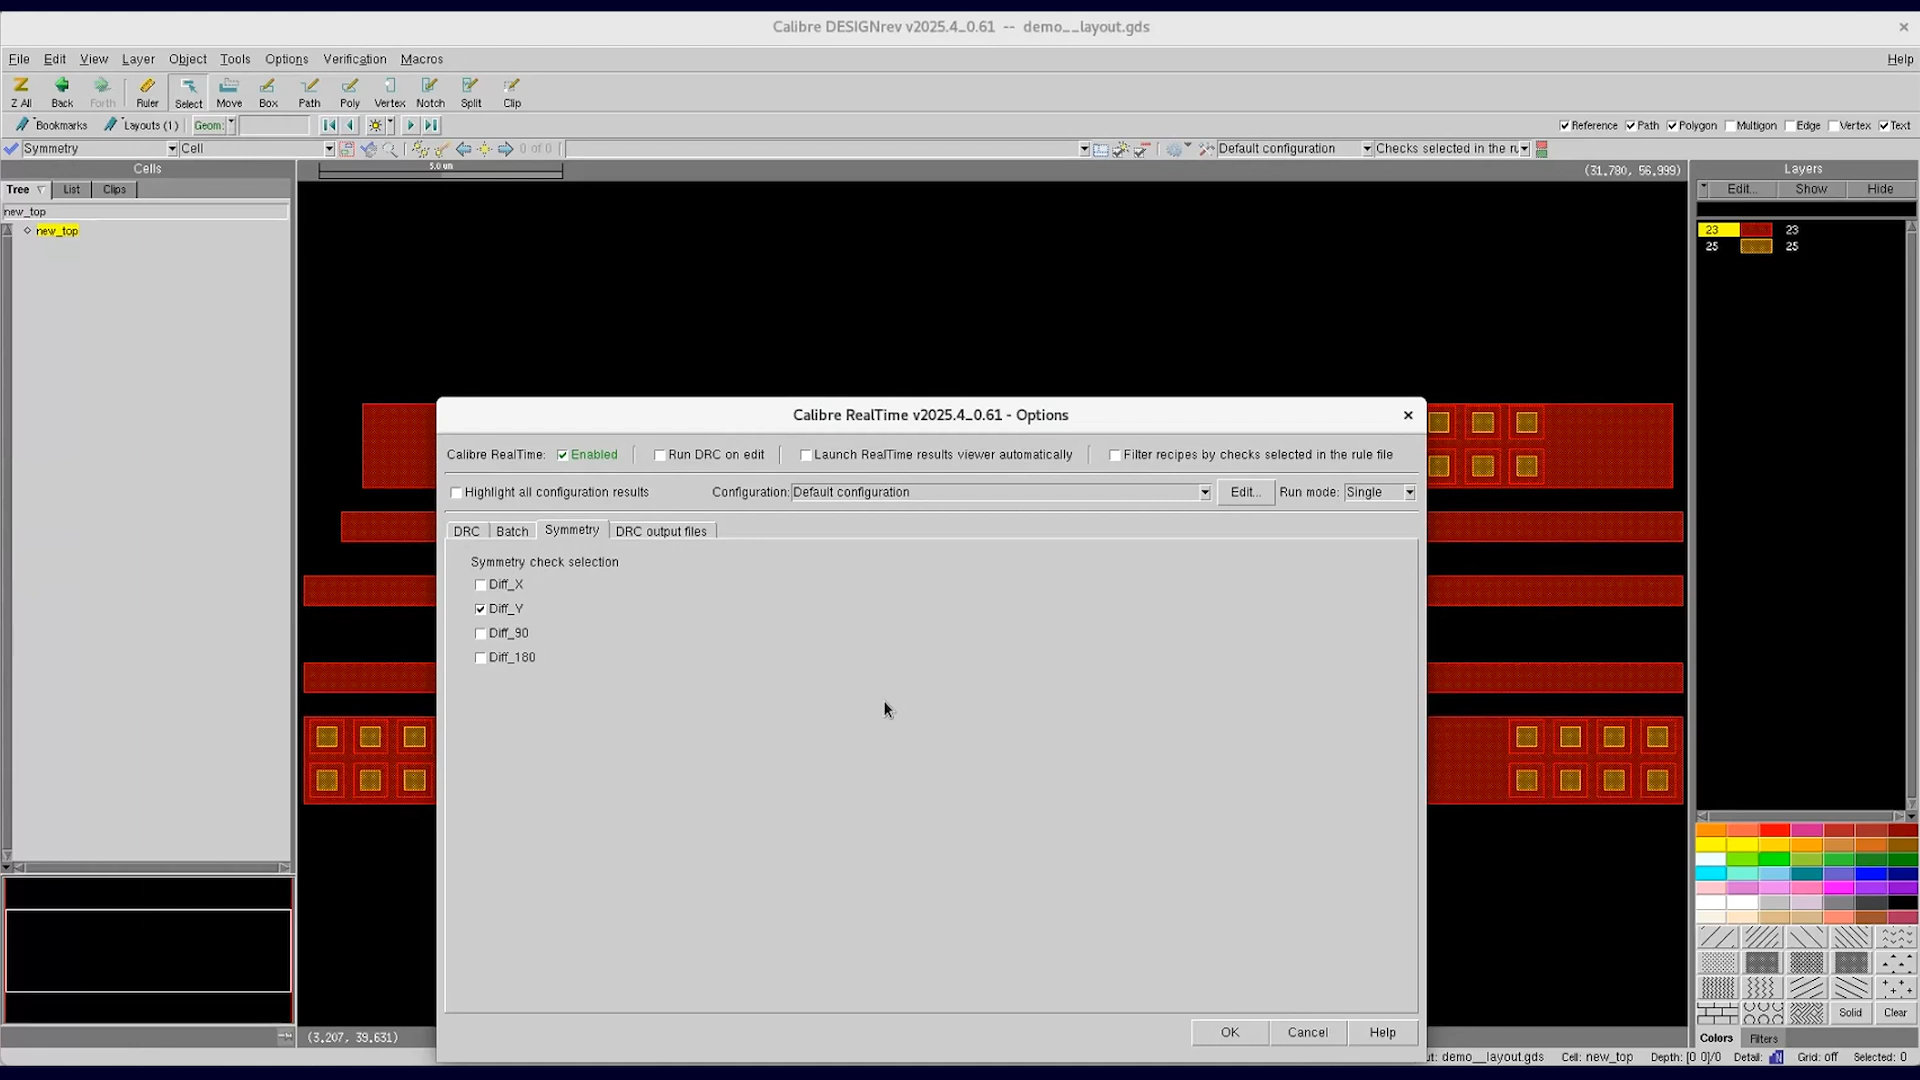 Calibre DESIGNrev v2025.4_0.61 -- demo__layout.gds
File Edit View Layer Object Tools Options Verification Macros Help
Z All Back Forth Ruler Select Move Box Path Poly Vertex Notch Split Clip
Bookmarks Layouts (1) Geom: Reference Path Polygon Multigon Edge Vertex Text
Symmetry Cell 0 of 0 Default configuration Checks selected in the ru
Cells 5.0 um (31.780, 56.999) Layers
Tree List Clips Edit... Show Hide
new_top
new_top
23 23
25 25
Calibre RealTime v2025.4_0.61 - Options
Calibre RealTime: Enabled Run DRC on edit Launch RealTime results viewer automatically Filter recipes by checks selected in the rule file
Highlight all configuration results Configuration: Default configuration Edit... Run mode: Single
DRC Batch Symmetry DRC output files
Symmetry check selection
Diff_X
Diff_Y
Diff_90
Diff_180
OK Cancel Help
Solid Clear
Colors Filters
(3.207, 39.631)
ut: demo__layout.gds Cell: new_top Depth: [0 0]/0 Detail: Grid: off Selected: 0